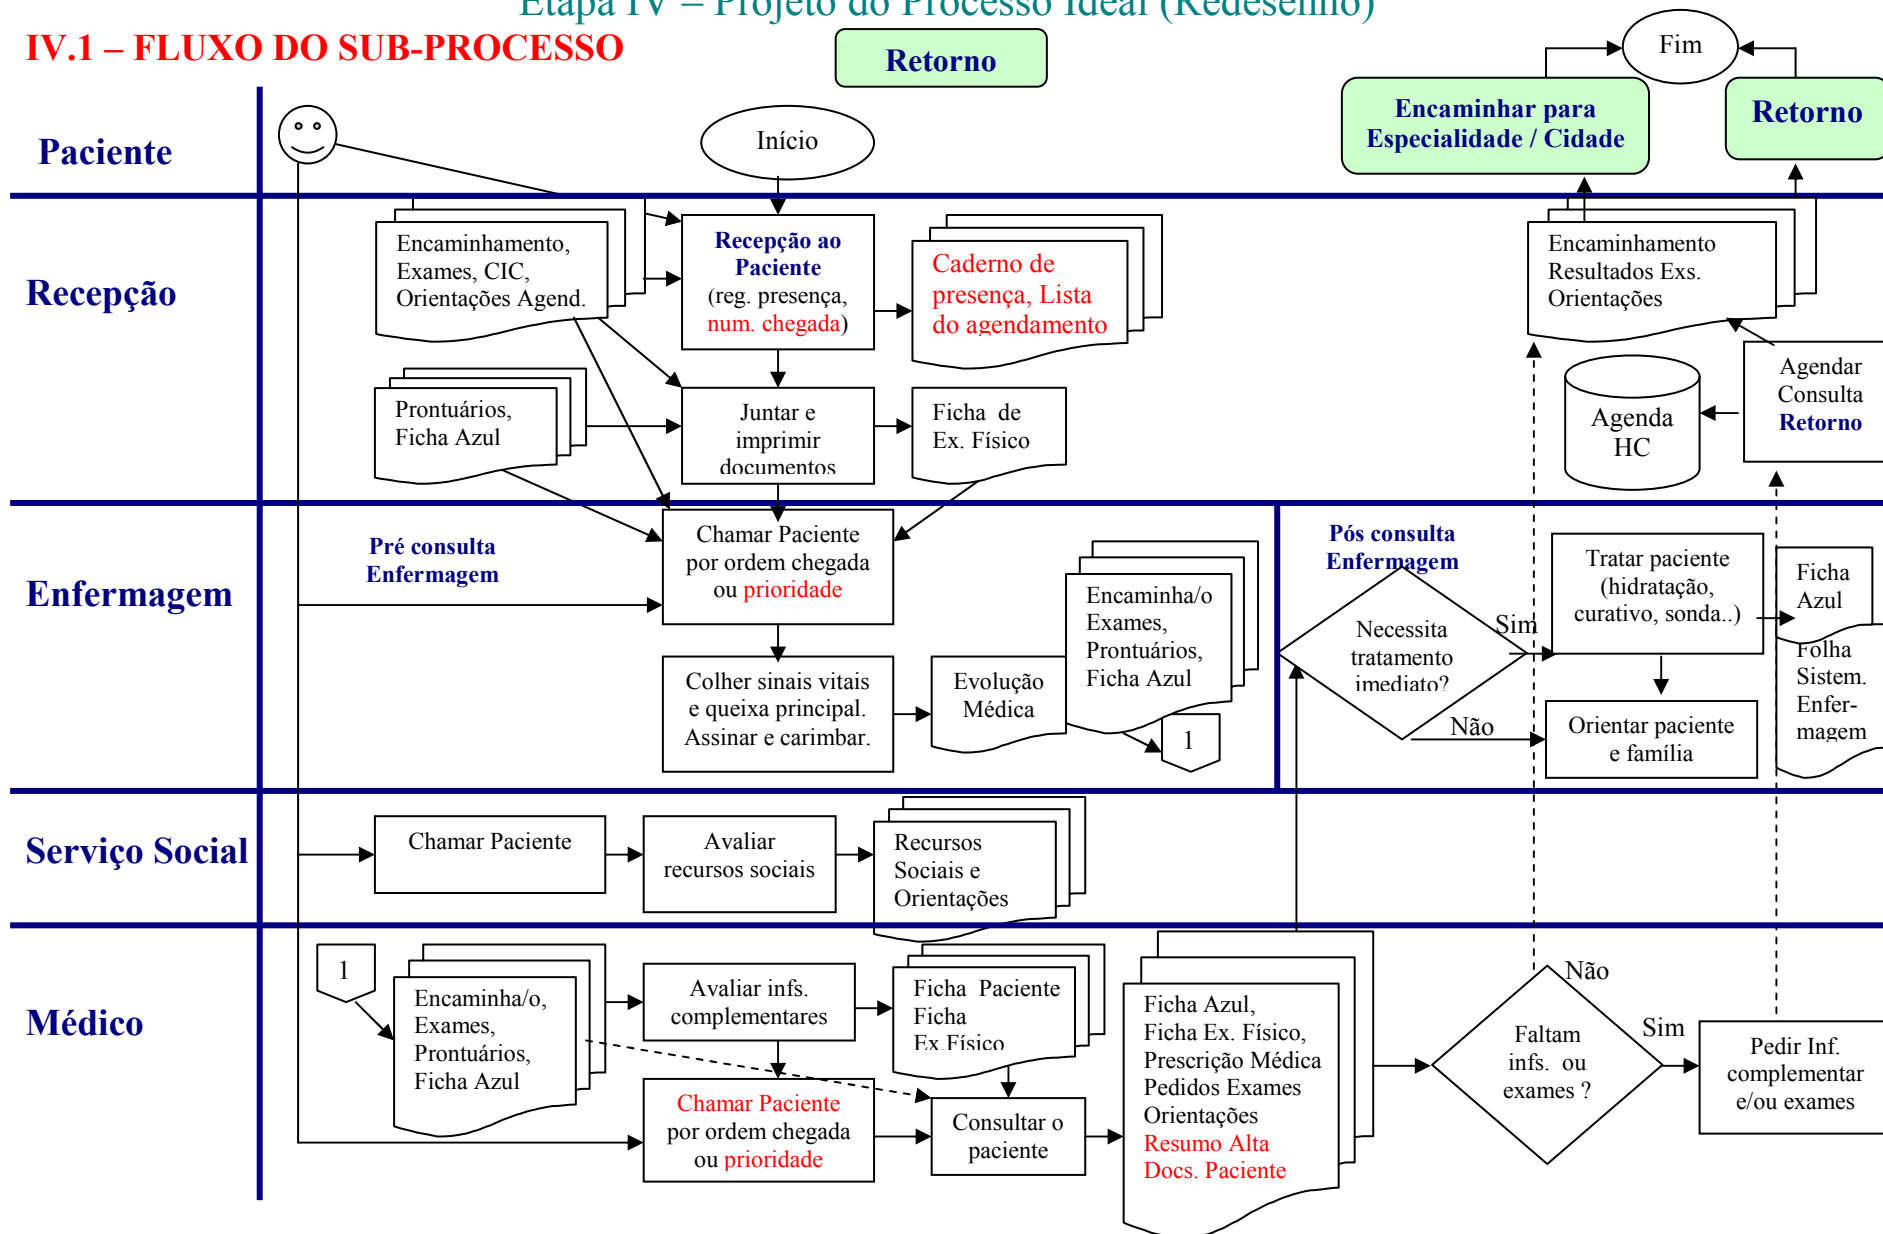 Etapa IV – Projeto do Processo Ideal (Redesenho)
IV.1 – FLUXO DO SUB-PROCESSO
Retorno
Fim
Encaminhar para
Especialidade / Cidade
Retorno
Paciente
Início
Recepção
Encaminhamento,
Exames, CIC,
Orientações Agend.
Recepção ao
Paciente
(reg. presença,
num. chegada)
Caderno de
presença, Lista
do agendamento
Encaminhamento
Resultados Exs.
Orientações
Prontuários,
Ficha Azul
Juntar e
imprimir
documentos
Ficha de
Ex. Físico
Agenda
HC
Agendar
Consulta
Retorno
Enfermagem
Pré consulta
Enfermagem
Chamar Paciente
por ordem chegada
ou prioridade
Colher sinais vitais
e queixa principal.
Assinar e carimbar.
Evolução
Médica
Encaminha/o
Exames,
Prontuários,
Ficha Azul
1
Pós consulta
Enfermagem
Necessita
tratamento
imediato?
Sim
Não
Tratar paciente
(hidratação,
curativo, sonda..)
Orientar paciente
e família
Ficha
Azul
Folha
Sistem.
Enfer-
magem
Serviço Social
Chamar Paciente
Avaliar
recursos sociais
Recursos
Sociais e
Orientações
Médico
1
Encaminha/o,
Exames,
Prontuários,
Ficha Azul
Avaliar infs.
complementares
Ficha Paciente
Ficha
Ex.Físico
Chamar Paciente
por ordem chegada
ou prioridade
Consultar o
paciente
Ficha Azul,
Ficha Ex. Físico,
Prescrição Médica
Pedidos Exames
Orientações
Resumo Alta
Docs. Paciente
Não
Faltam
infs. ou
exames ?
Sim
Pedir Inf.
complementar
e/ou exames